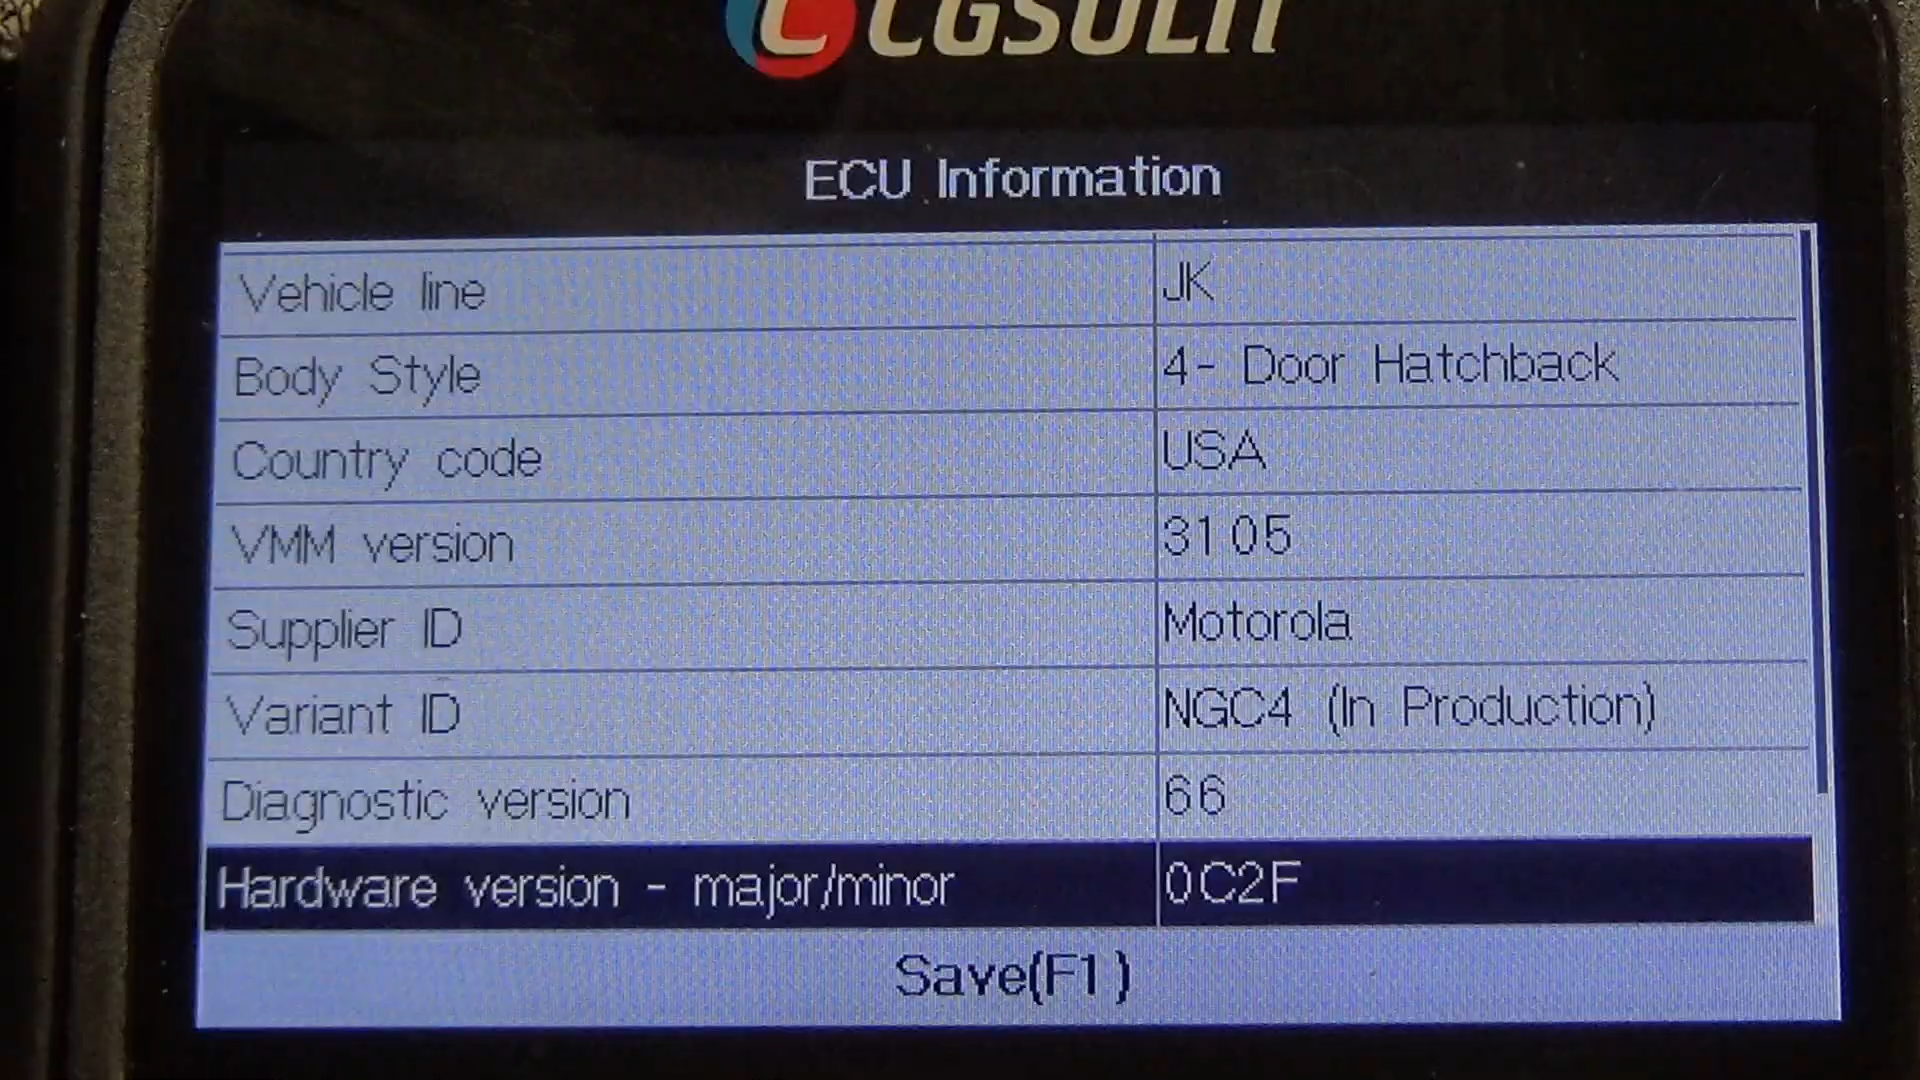 CGSULIT
ECU Information
Vehicle line JK
Body Style 4- Door Hatchback
Country code USA
VMM version 3105
Supplier ID Motorola
Variant ID NGC4 (In Production)
Diagnostic version 66
Hardware version - major/minor 0C2F
Save(F1)